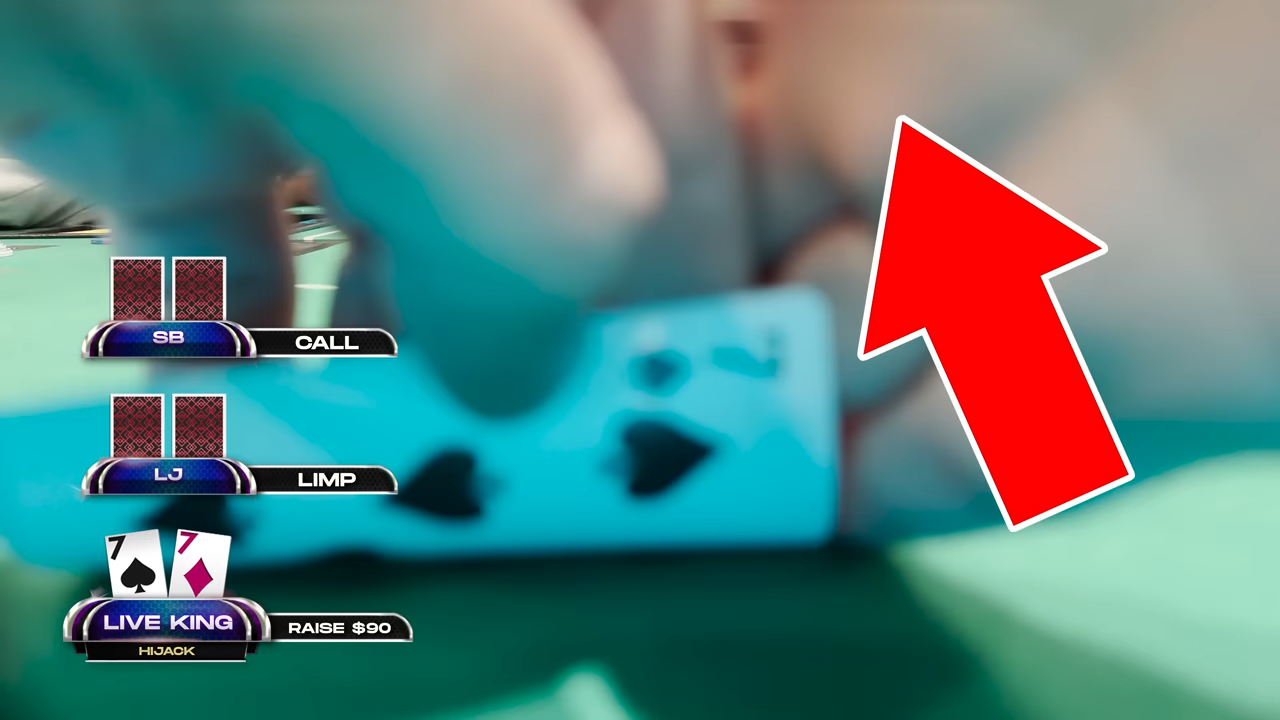 SB
CALL
LJ
LIMP
7 7
LIVE KING
RAISE $90
HIJACK